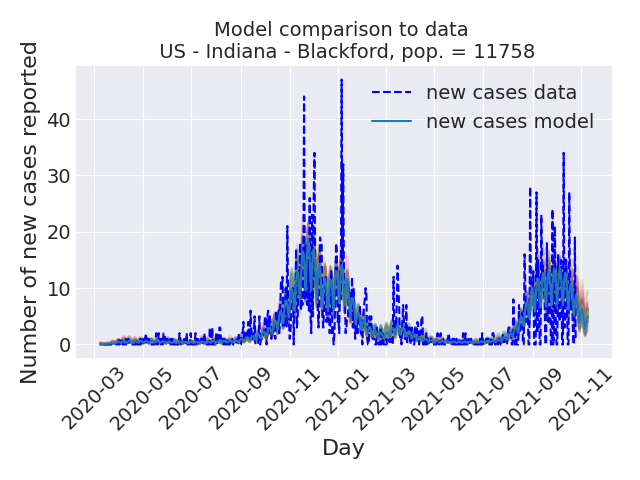 Model comparison to data
US - Indiana - Blackford, pop. = 11758
Number of new cases reported
40
30
20
10
0
new cases data
new cases model
2020-03
2020-05
2020-07
2020-09
2020-11
2021-01
2021-03
2021-05
2021-07
2021-09
2021-11
Day